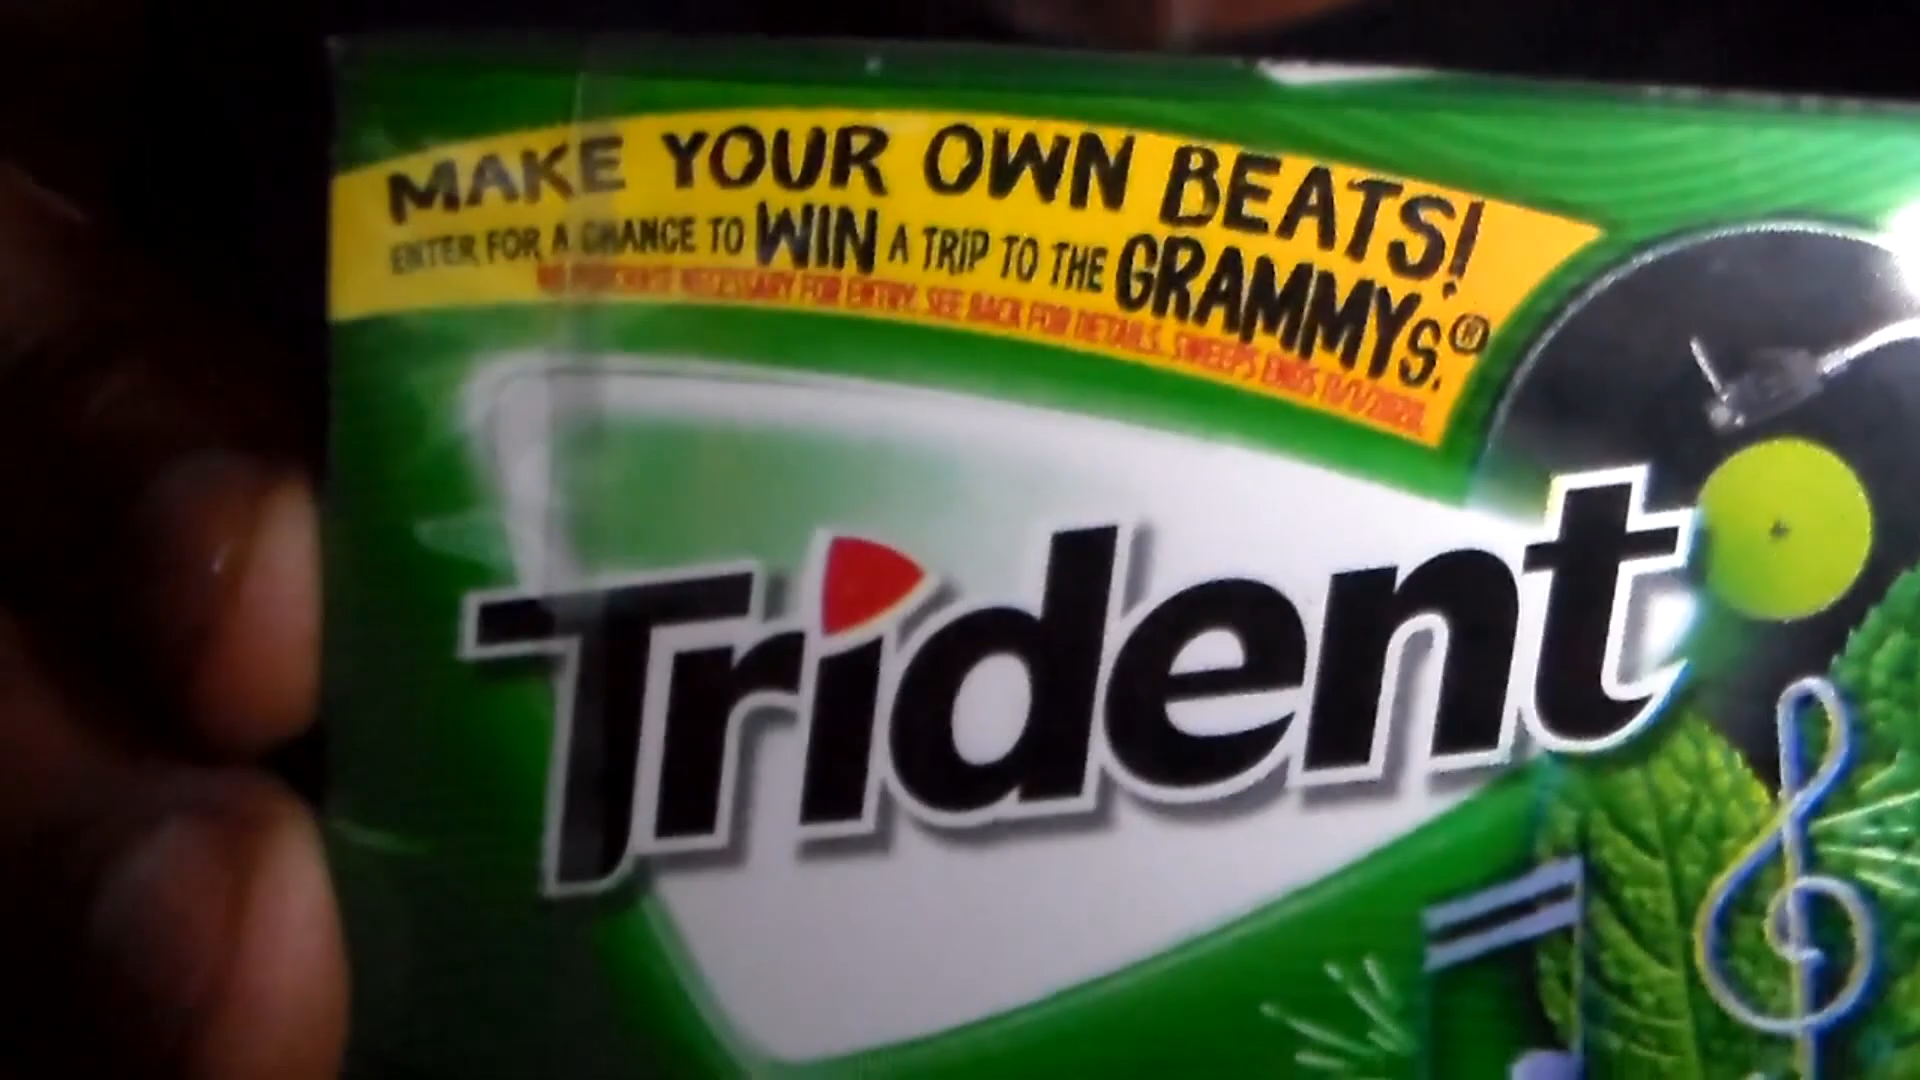 MAKE YOUR OWN BEATS!
ENTER FOR A CHANCE TO WIN A TRIP TO THE GRAMMYS.®
NO PURCHASE NECESSARY FOR ENTRY. SEE BACK FOR DETAILS. SWEEPS ENDS
Trident